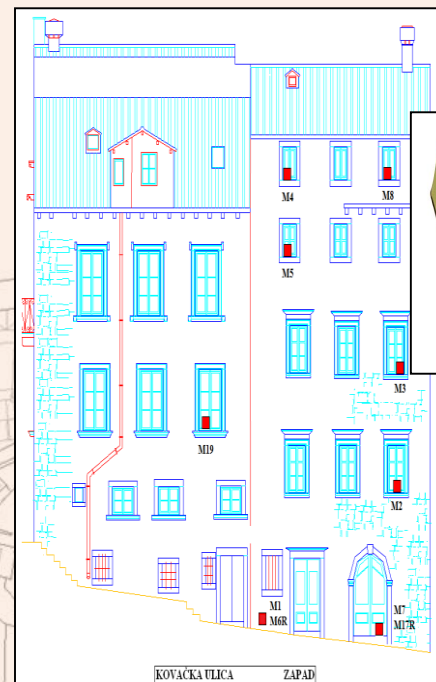 M4 M8
M5
M3
M19
M2
M1
M6R
M7
M17R
KOVAČKA ULICA ZAPAD